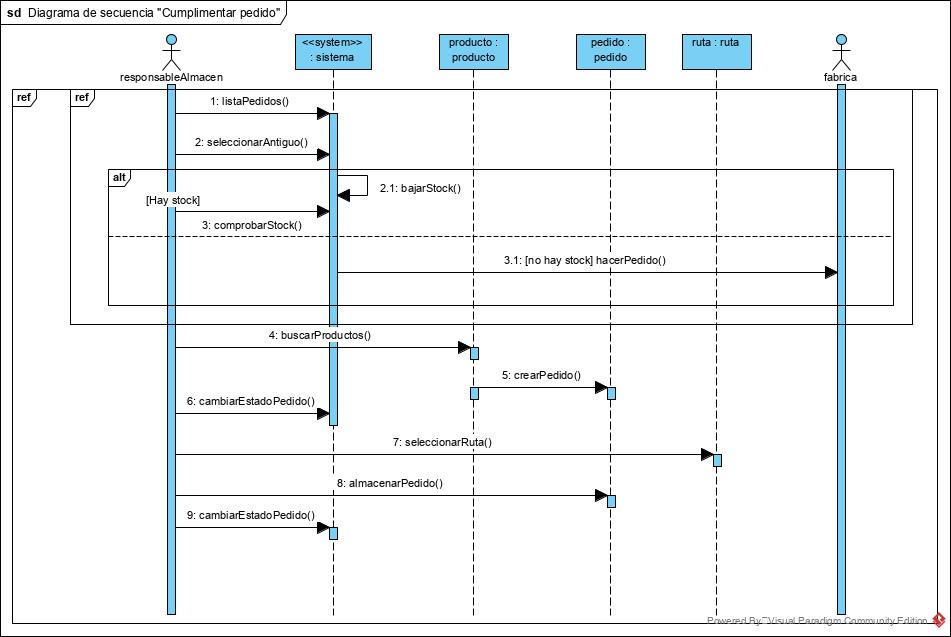 sd Diagrama de secuencia "Cumplimentar pedido"
<<system>>
: sistema
producto :
producto
pedido :
pedido
ruta : ruta
responsableAlmacen
fabrica
ref
ref
1: listaPedidos()
2: seleccionarAntiguo()
alt
2.1: bajarStock()
[Hay stock]
3: comprobarStock()
3.1: [no hay stock] hacerPedido()
4: buscarProductos()
5: crearPedido()
6: cambiarEstadoPedido()
7: seleccionarRuta()
8: almacenarPedido()
9: cambiarEstadoPedido()
Powered By Visual Paradigm Community Edition